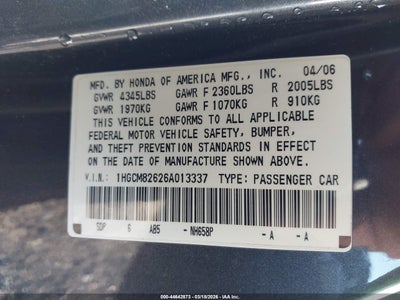 MFD. BY HONDA OF AMERICA MFG., INC. 04/06
GVWR 4345LBS GAWR F 2360LBS R 2005LBS
GVWR 1970KG GAWR F 1070KG R 910KG
THIS VEHICLE CONFORMS TO ALL APPLICABLE
FEDERAL MOTOR VEHICLE SAFETY, BUMPER,
AND THEFT PREVENTION STANDARDS IN EFFECT
ON THE DATE OF MANUFACTURE SHOWN ABOVE.
V.I.N. 1HGCM82626A013337 TYPE: PASSENGER CAR
SDP 6 AB5 - NH658P - A - A
000-44642873 - 03/18/2026 - © IAA, Inc.